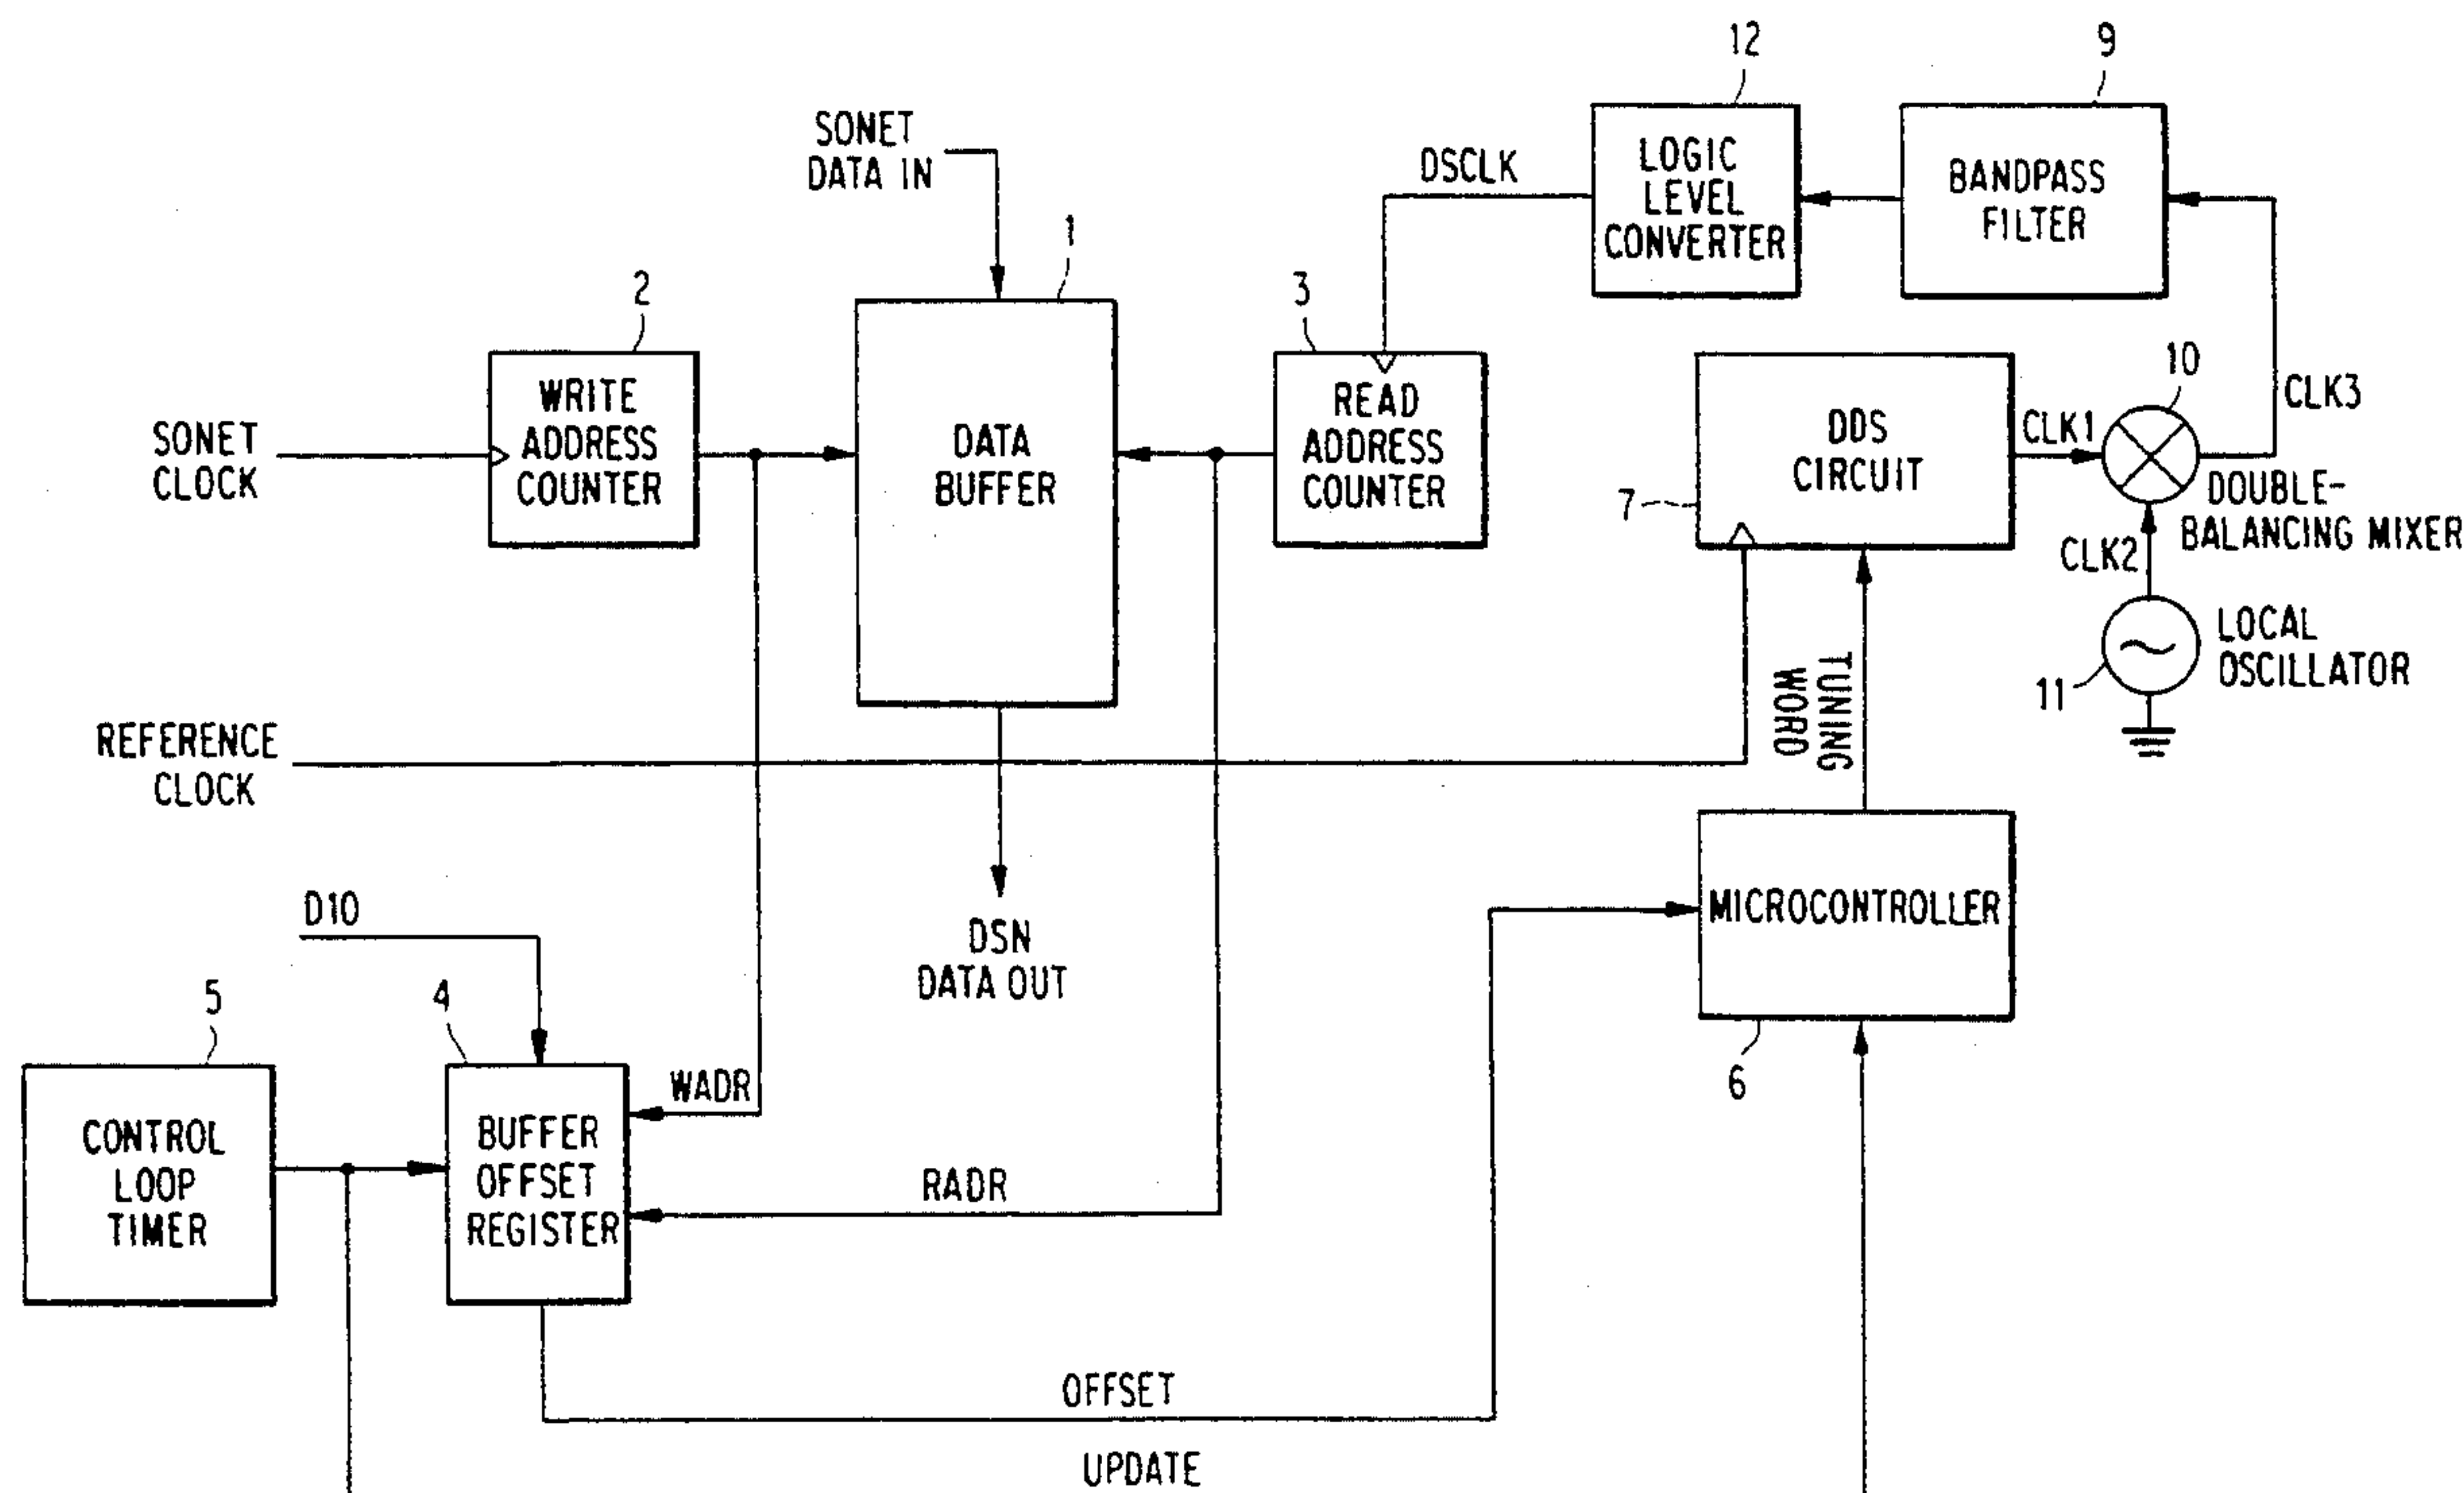 12
9
SONET
DATA IN
DSCLK
LOGIC
LEVEL
CONVERTER
BANDPASS
FILTER
1
2
3
10
CLK3
SONET
CLOCK
WRITE
ADDRESS
COUNTER
DATA
BUFFER
READ
ADDRESS
COUNTER
7
DDS
CIRCUIT
CLK1
DOUBLE-
BALANCING MIXER
CLK2
LOCAL
OSCILLATOR
11
TUNING
WORD
REFERENCE
CLOCK
D10
DSN
DATA OUT
MICROCONTROLLER
6
5
4
CONTROL
LOOP
TIMER
BUFFER
OFFSET
REGISTER
WADR
RADR
OFFSET
UPDATE